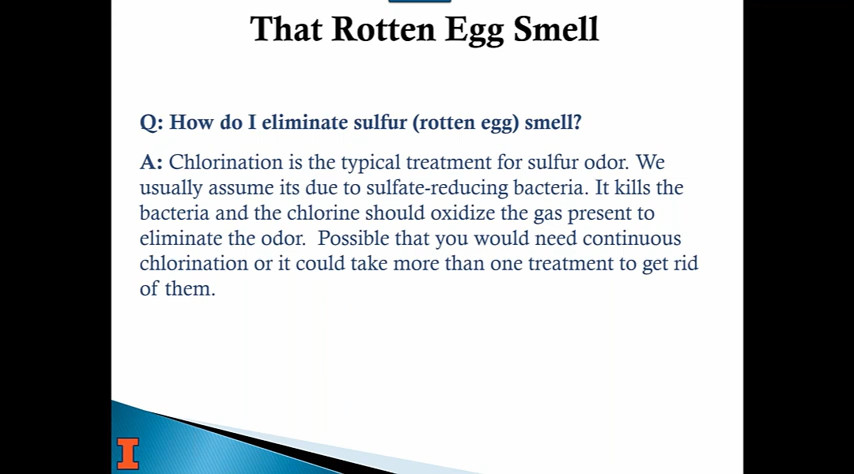 That Rotten Egg Smell
Q: How do I eliminate sulfur (rotten egg) smell?
A: Chlorination is the typical treatment for sulfur odor. We
usually assume its due to sulfate-reducing bacteria. It kills the
bacteria and the chlorine should oxidize the gas present to
eliminate the odor.  Possible that you would need continuous
chlorination or it could take more than one treatment to get rid
of them.
I